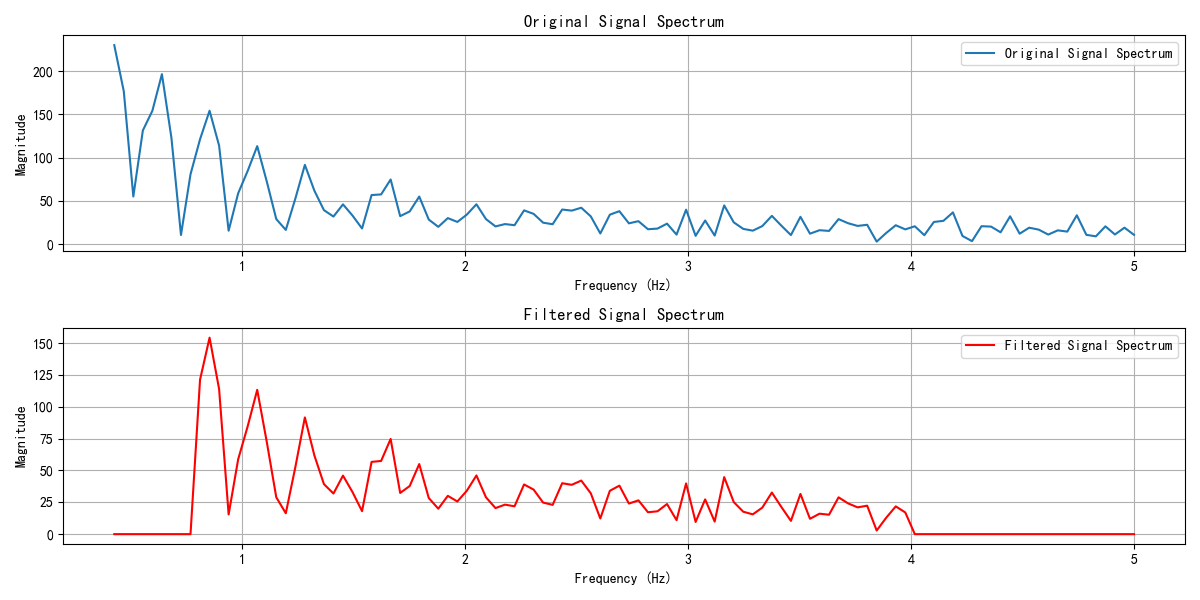 Original Signal Spectrum
Original Signal Spectrum
Magnitude
200
150
100
50
0
1
2
3
4
5
Frequency (Hz)
Filtered Signal Spectrum
Filtered Signal Spectrum
Magnitude
150
125
100
75
50
25
0
1
2
3
4
5
Frequency (Hz)